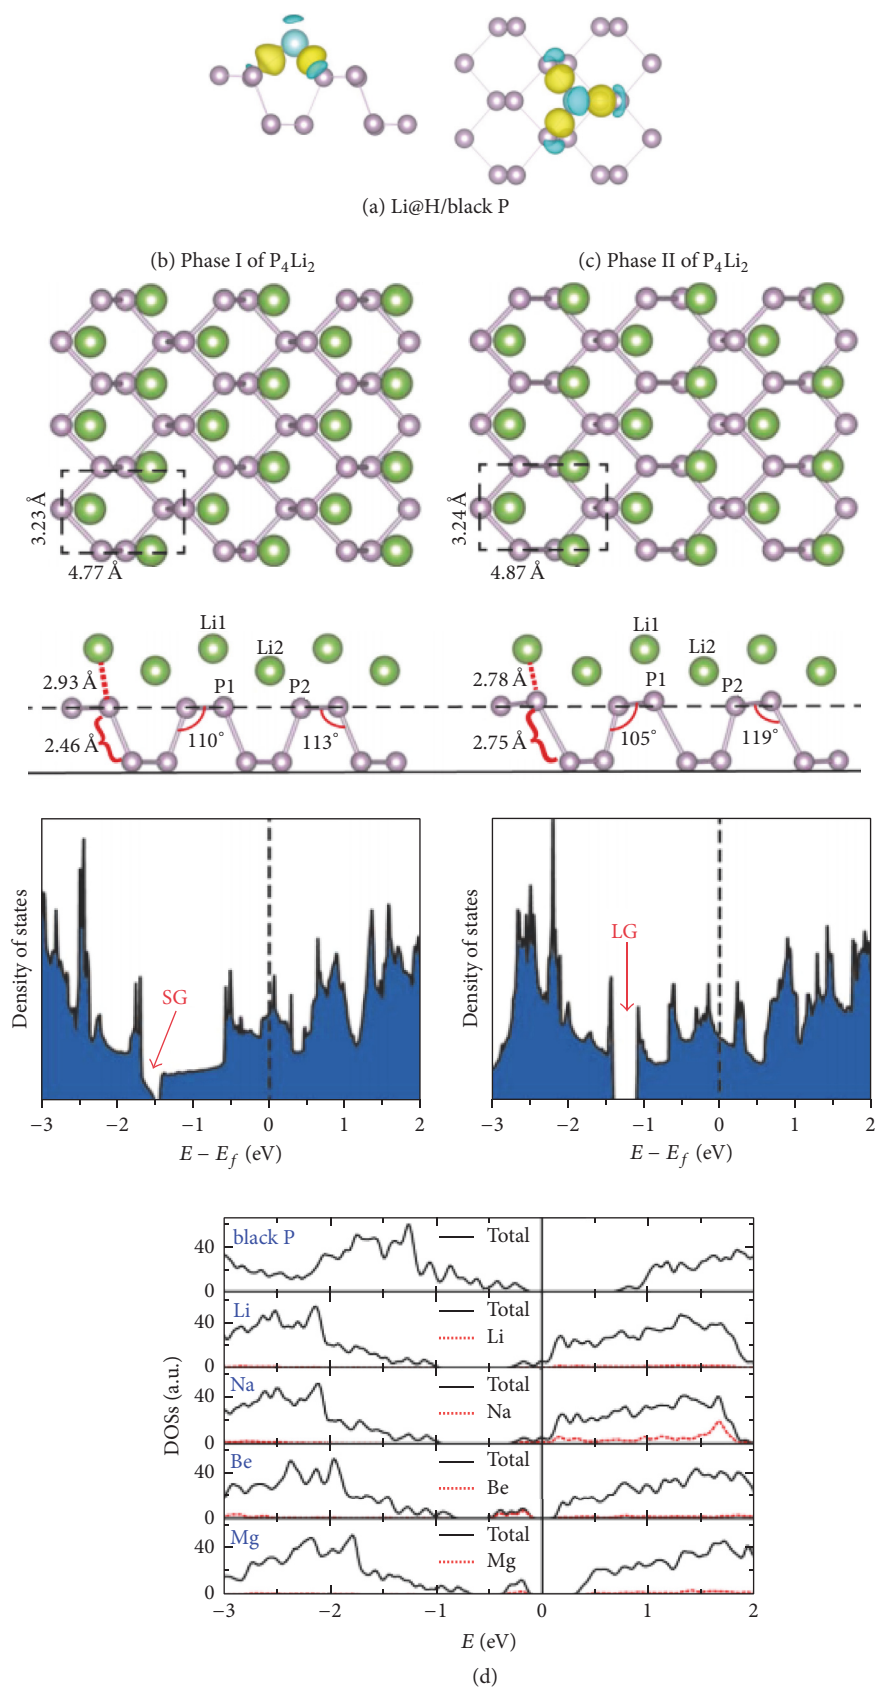 (a) Li@H/black P
(b) Phase I of P₄Li₂
(c) Phase II of P₄Li₂
3.23 Å
4.77 Å
3.24 Å
4.87 Å
Li1
Li2
2.93 Å
P1
P2
2.46 Å
110°
113°
Li1
Li2
2.78 Å
P1
P2
2.75 Å
105°
119°
Density of states
SG
−3 −2 −1 0 1 2
E − E_f (eV)
Density of states
LG
−3 −2 −1 0 1 2
E − E_f (eV)
DOSs (a.u.)
black P
Total
40
0
Li
Total
Li
40
0
Na
Total
Na
40
0
Be
Total
Be
40
0
Mg
Total
Mg
40
0
−3 −2 −1 0 1 2
E (eV)
(d)